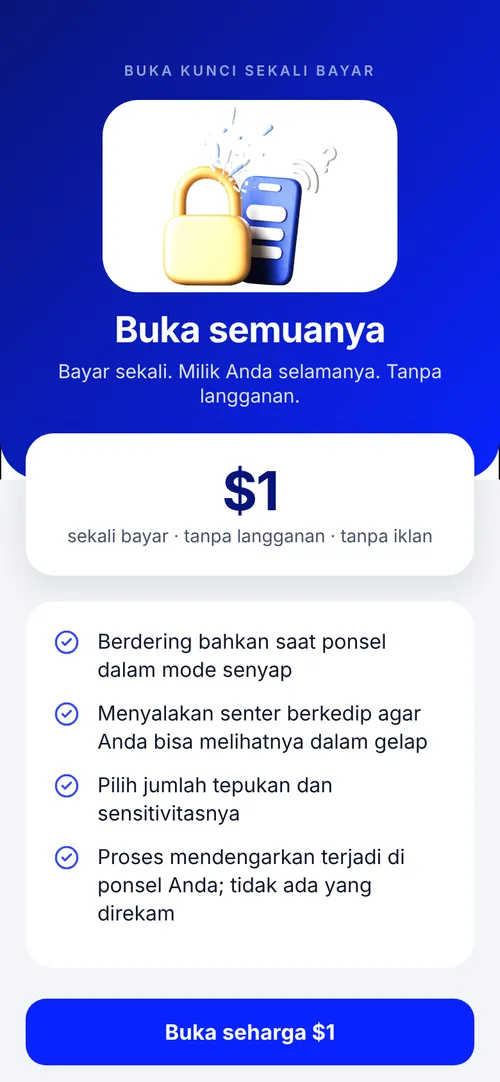 BUKA KUNCI SEKALI BAYAR
?
Buka semuanya
Bayar sekali. Milik Anda selamanya. Tanpa
langganan.
$1
sekali bayar · tanpa langganan · tanpa iklan
Berdering bahkan saat ponsel
dalam mode senyap
Menyalakan senter berkedip agar
Anda bisa melihatnya dalam gelap
Pilih jumlah tepukan dan
sensitivitasnya
Proses mendengarkan terjadi di
ponsel Anda; tidak ada yang
direkam
Buka seharga $1